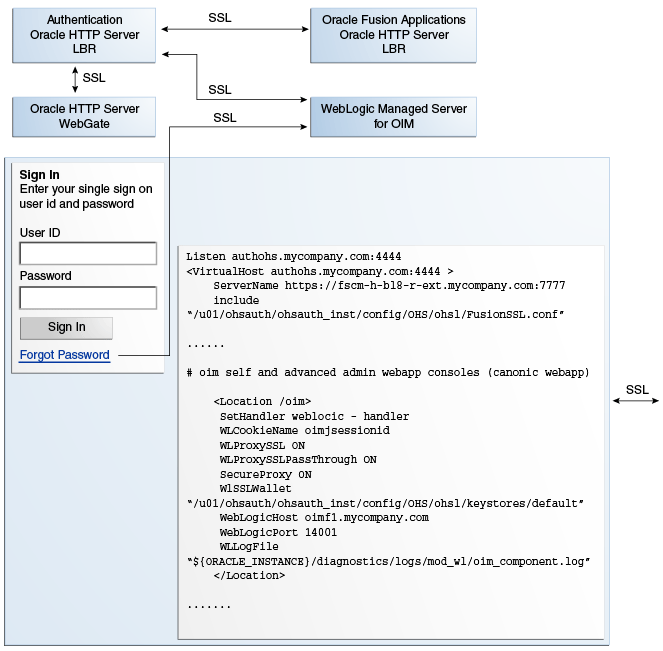 Authentication
Oracle HTTP Server
LBR
SSL
Oracle Fusion Applications
Oracle HTTP Server
LBR
SSL
SSL
Oracle HTTP Server
WebGate
SSL
WebLogic Managed Server
for OIM
Sign In
Enter your single sign on
user id and password
User ID
Password
Sign In
Forgot Password
Listen authohs.mycompany.com:4444
<VirtualHost authohs.mycompany.com:4444 >
ServerName https://fscm-h-bl8-r-ext.mycompany.com:7777
include
“/u01/ohsauth/ohsauth_inst/config/OHS/ohsl/FusionSSL.conf”
......
# oim self and advanced admin webapp consoles (canonic webapp)
<Location /oim>
SetHandler weblocic - handler
WLCookieName oimjsessionid
WLProxySSL ON
WLProxySSLPassThrough ON
SecureProxy ON
WlSSLWallet
“/u01/ohsauth/ohsauth_inst/config/OHS/ohsl/keystores/default”
WebLogicHost oimf1.mycompany.com
WebLogicPort 14001
WLLogFile
“${ORACLE_INSTANCE}/diagnostics/logs/mod_wl/oim_component.log”
</Location>
.......
SSL